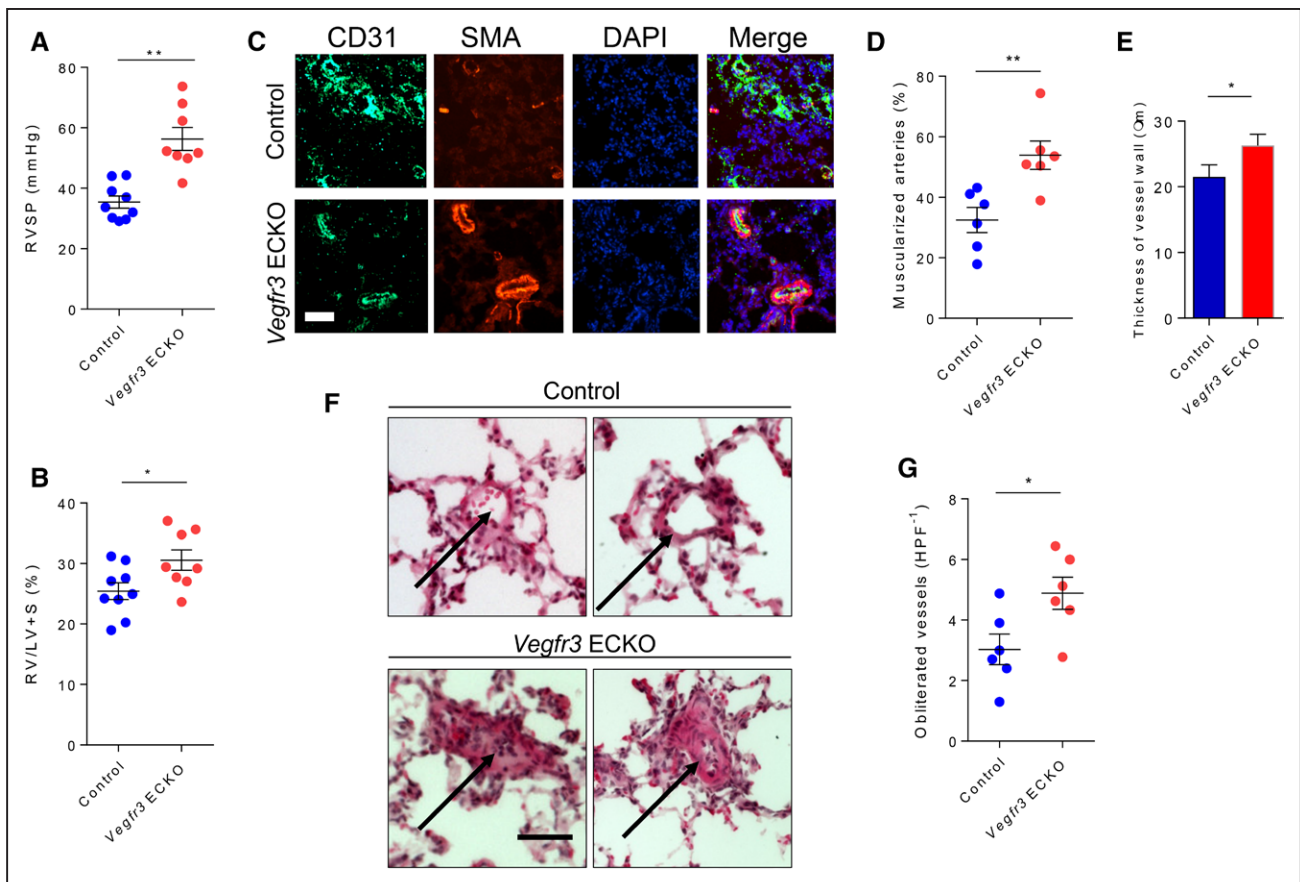 A
RVSP (mmHg)
80
60
40
20
0
**
Control
Vegfr3 ECKO
B
RV/LV+S (%)
40
30
20
10
0
*
Control
Vegfr3 ECKO
C
CD31 SMA DAPI Merge
Control
Vegfr3 ECKO
D
Muscularized arteries (%)
80
60
40
20
0
**
Control
Vegfr3 ECKO
E
Thickness of vessel wall (m)
30
20
10
0
*
Control
Vegfr3 ECKO
F
Control
Vegfr3 ECKO
G
Obliterated vessels (HPF-1)
8
6
4
2
0
*
Control
Vegfr3 ECKO